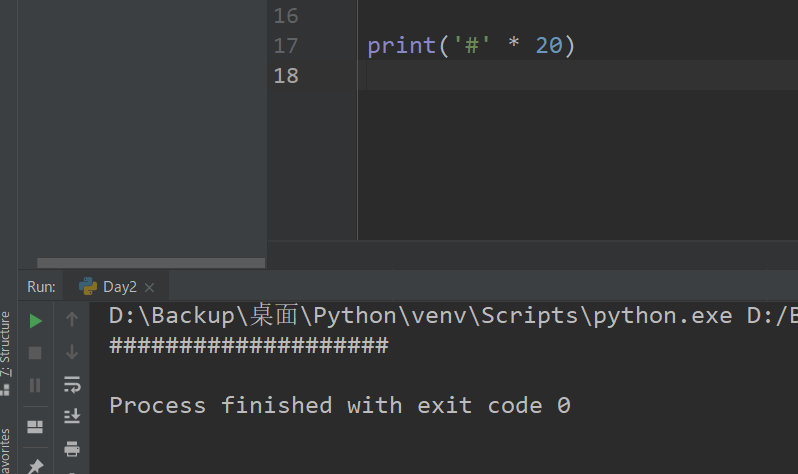 16
17 print('#' * 20)
18
Run: Day2
D:\Backup\桌面\Python\venv\Scripts\python.exe D:/
####################
Process finished with exit code 0
7: Structure
avorites